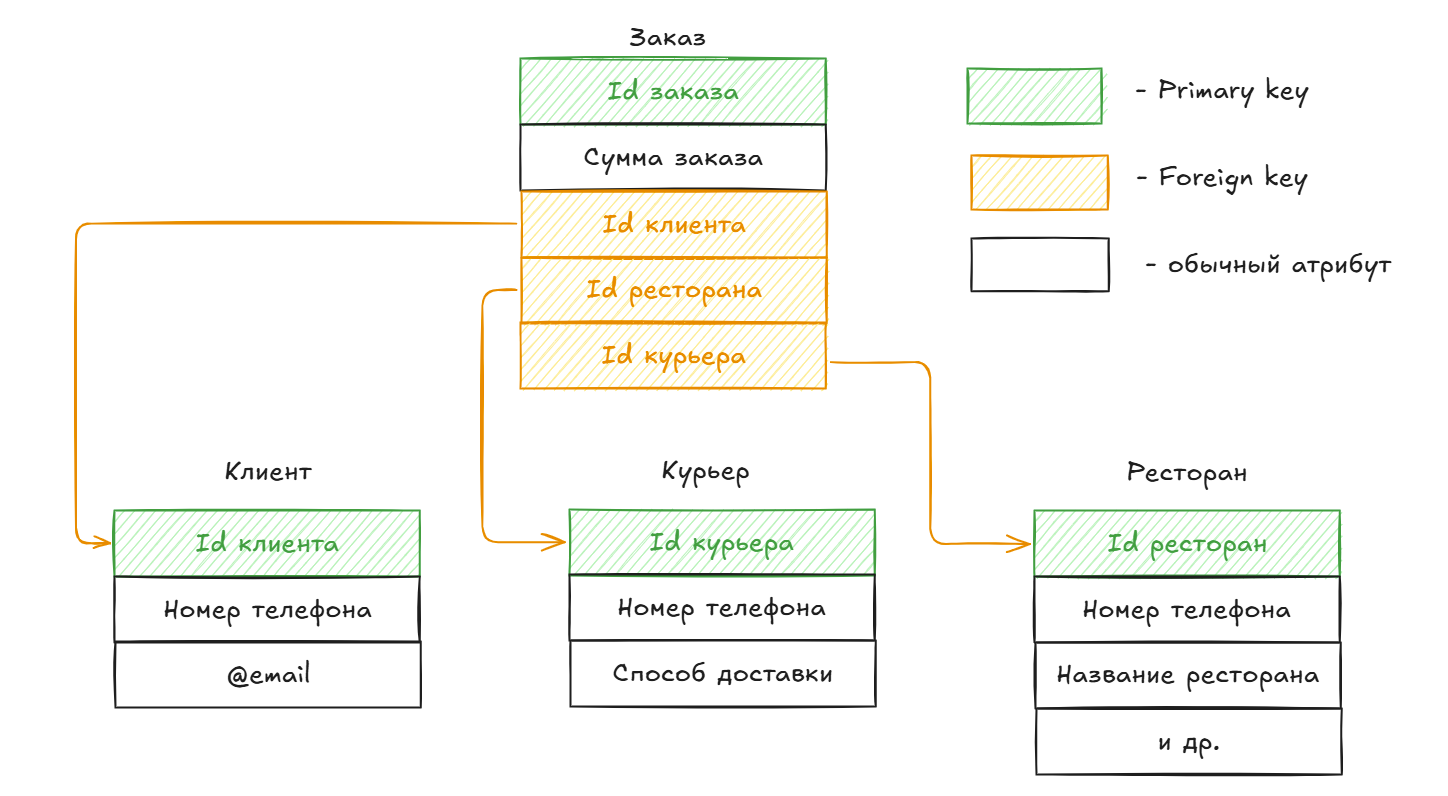 Заказ
Id заказа
Сумма заказа
Id клиента
Id ресторана
Id курьера
- Primary key
- Foreign key
- обычный атрибут
Клиент
Id клиента
Номер телефона
@email
Курьер
Id курьера
Номер телефона
Способ доставки
Ресторан
Id ресторан
Номер телефона
Название ресторана
и др.